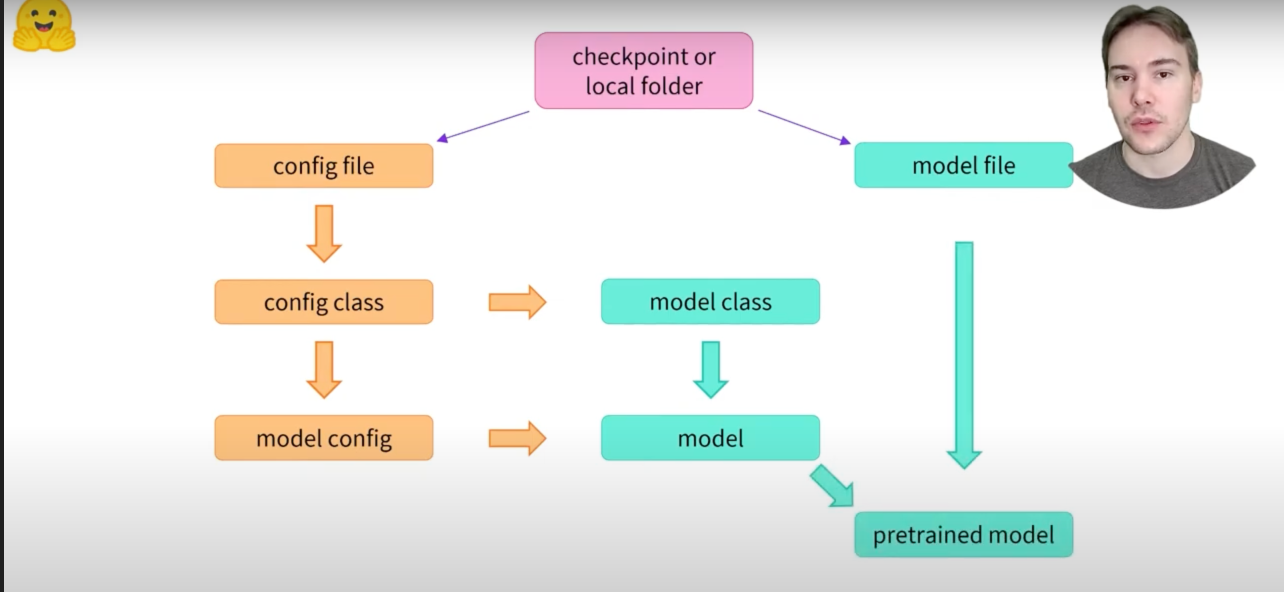 checkpoint or
local folder
config file
model file
config class
model class
model config
model
pretrained model